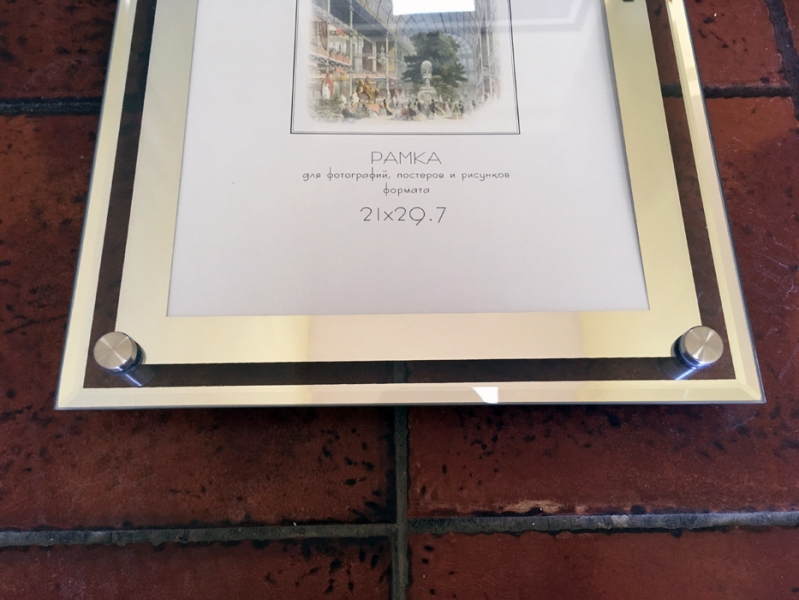 РАМКА
для фотографий, постеров и рисунков
формата
21x29.7